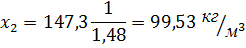 x₂ = 147,3 1/1,48 = 99,53 кг/м³